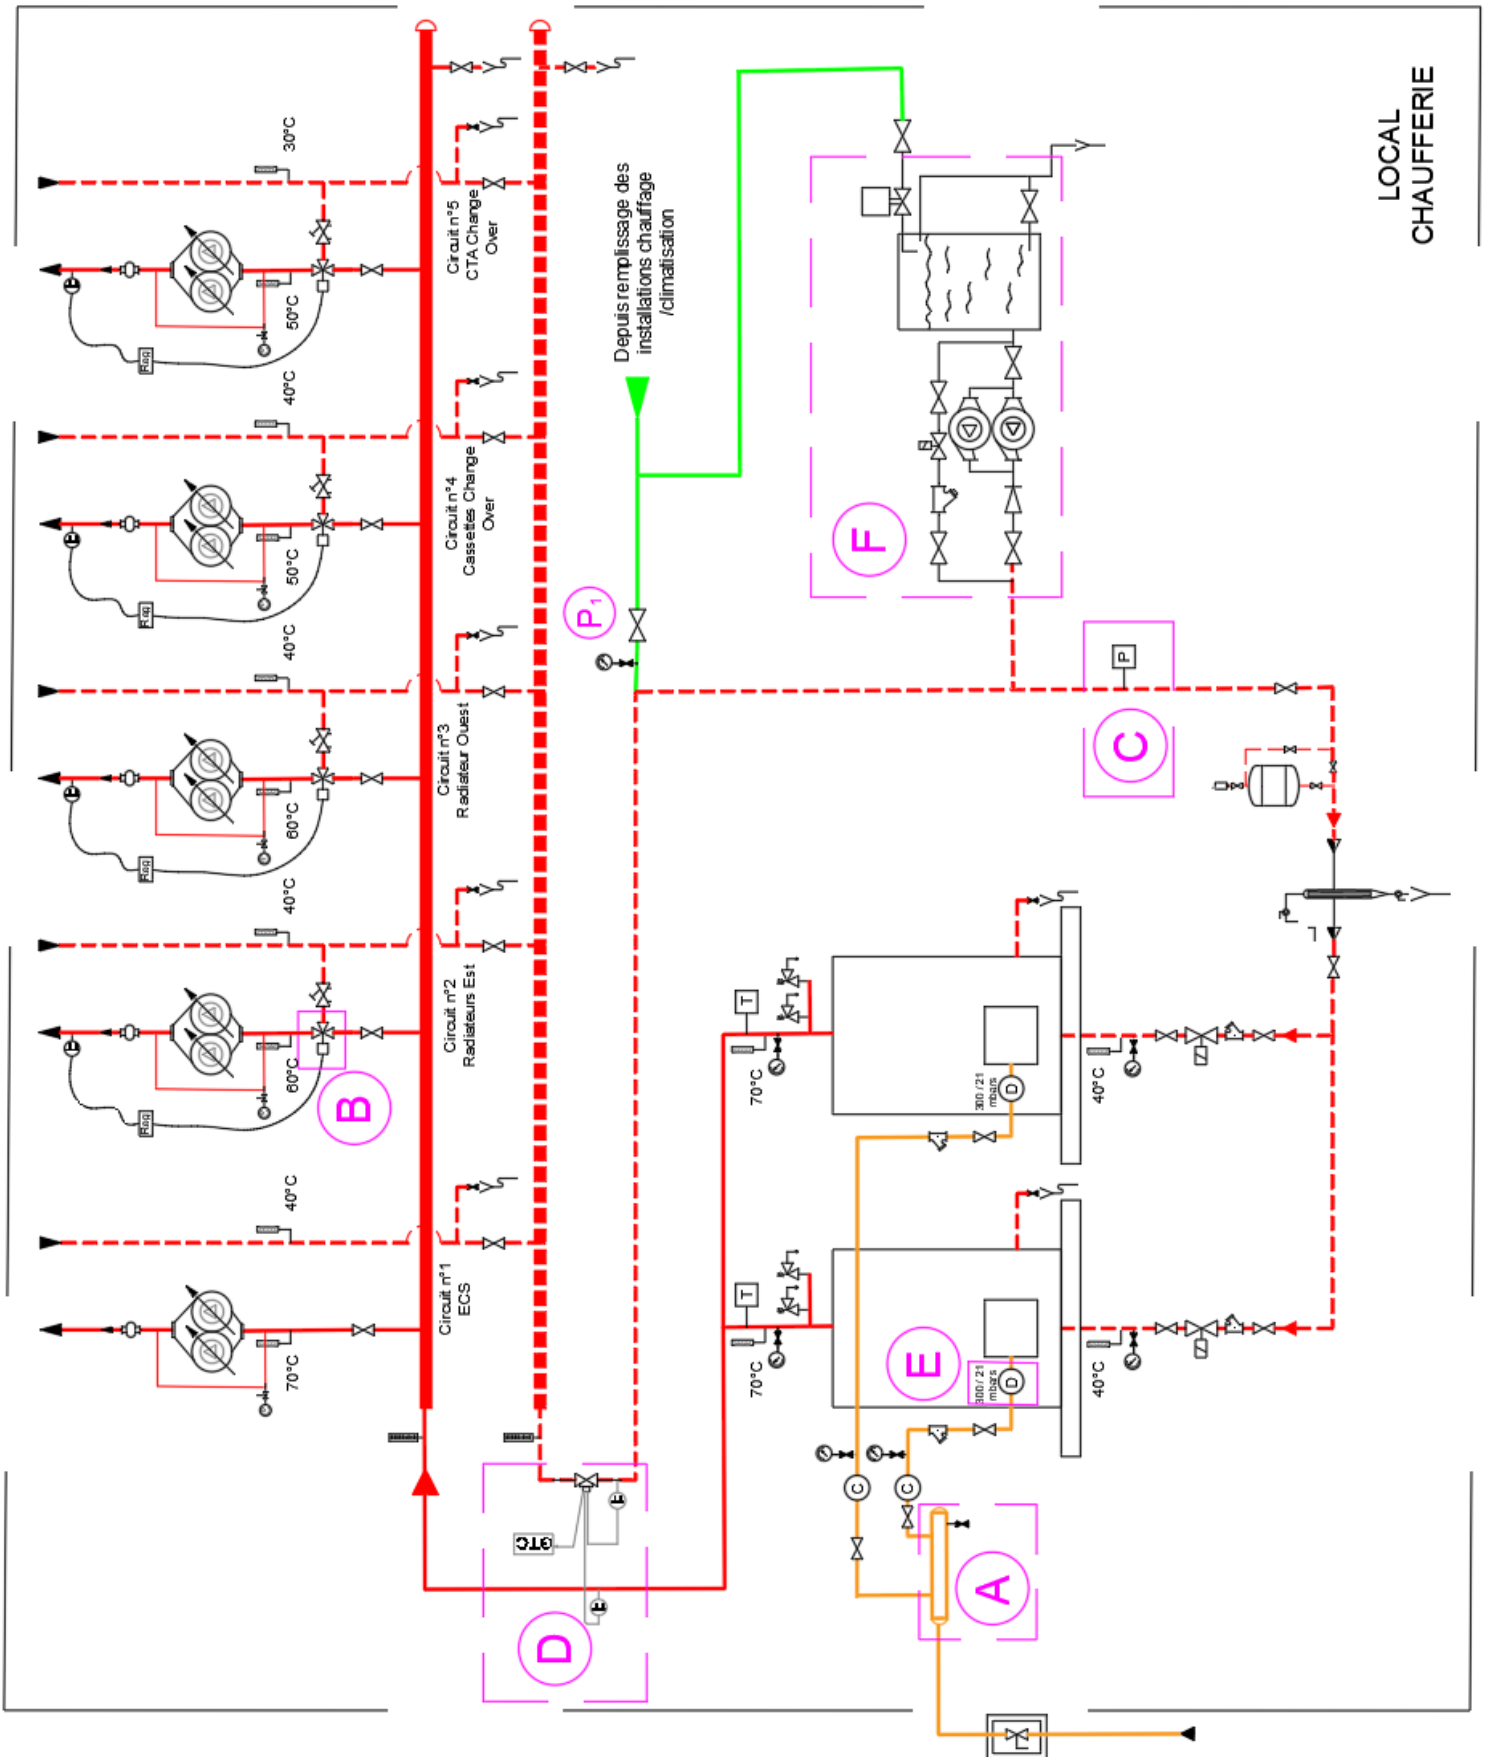 Reg
Reg
Reg
Reg
70°C
40°C
60°C
40°C
60°C
40°C
50°C
40°C
50°C
30°C
B
Circuit n°1
ECS
Circuit n°2
Radiateurs Est
Circuit n°3
Radiateur Ouest
Circuit n°4
Cassettes Change
Over
Circuit n°5
CTA Change
Over
GTC
D
P₁
Depuis remplissage des
installations chauffage
/climatisation
T
T
70°C
70°C
C
C
F
E
A
300 / 21
mbars
D
300 / 21
mbars
D
40°C
40°C
P
C
LOCAL
CHAUFFERIE